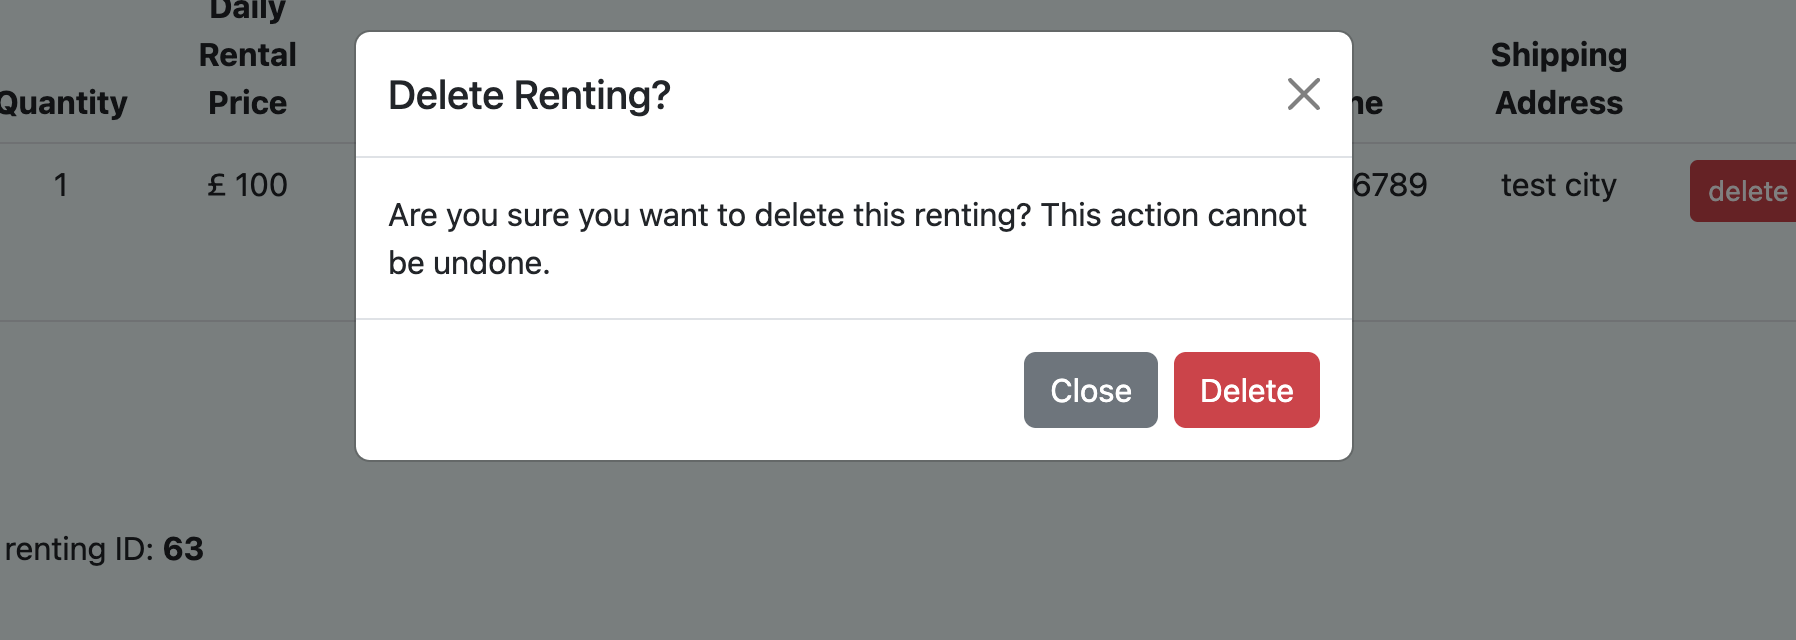 Daily
Rental
Price
Quantity
Shipping
Address
1
£ 100
6789
test city
delete
Delete Renting?
Are you sure you want to delete this renting? This action cannot
be undone.
Close
Delete
renting ID: 63